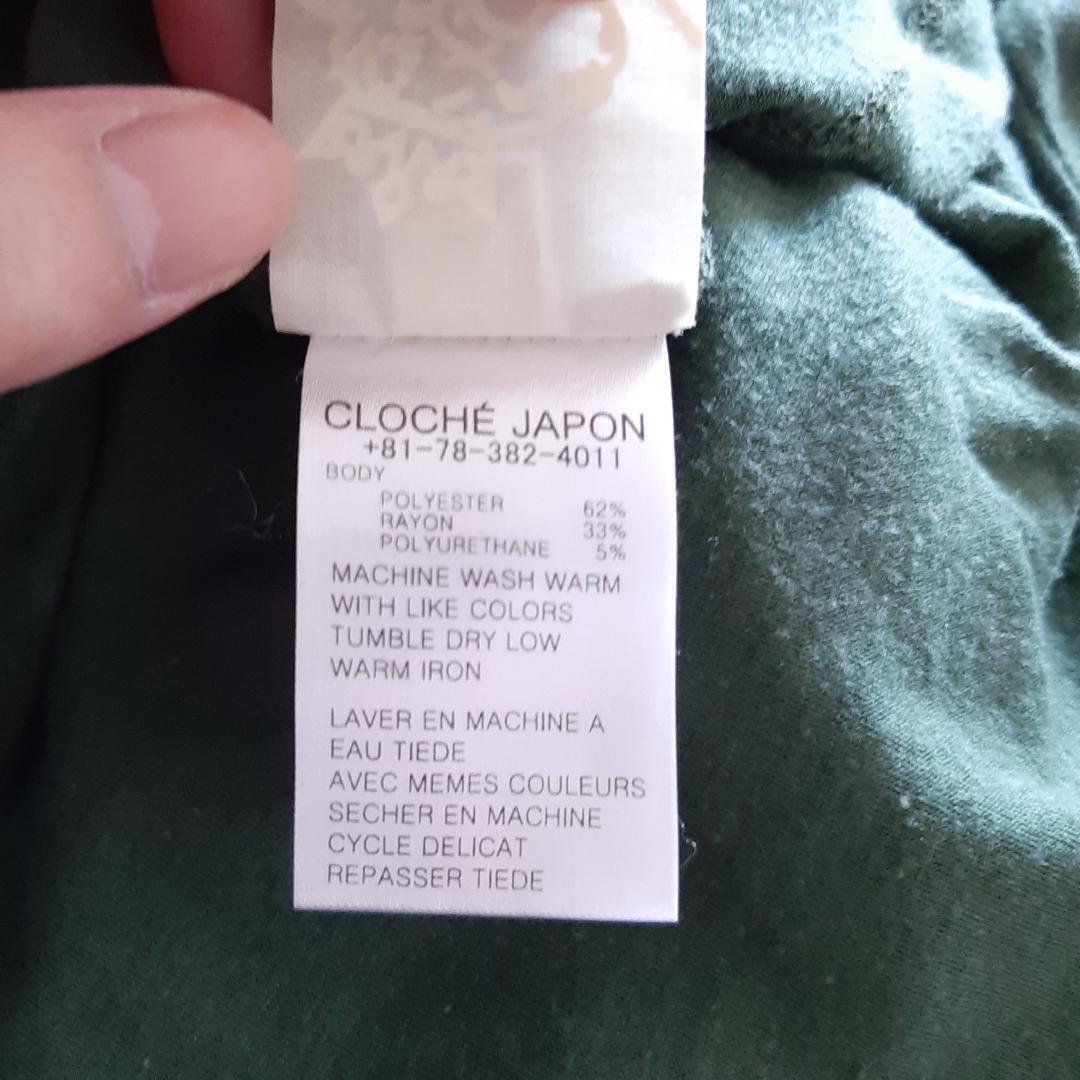 CLOCHÉ JAPON
+81-78-382-4011
BODY
POLYESTER 62%
RAYON 33%
POLYURETHANE 5%
MACHINE WASH WARM
WITH LIKE COLORS
TUMBLE DRY LOW
WARM IRON
LAVER EN MACHINE A
EAU TIEDE
AVEC MEMES COULEURS
SECHER EN MACHINE
CYCLE DELICAT
REPASSER TIEDE